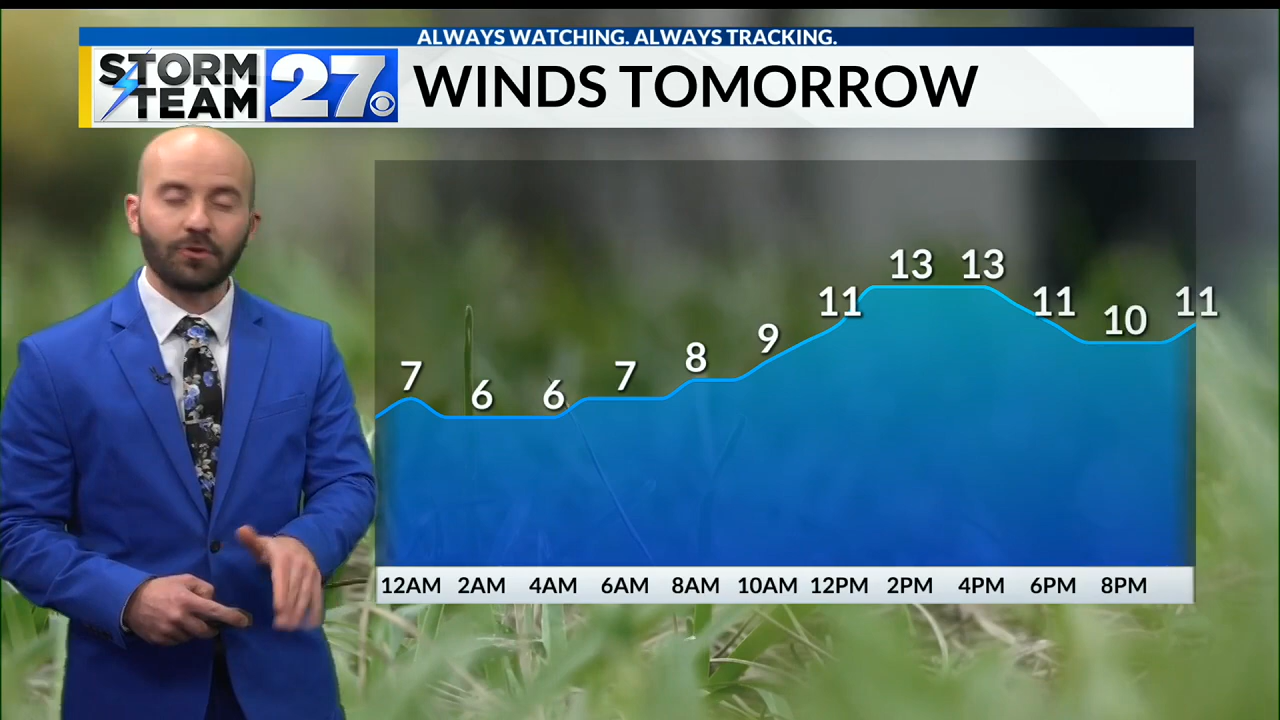 ALWAYS WATCHING. ALWAYS TRACKING.
STORM
TEAM
27
WINDS TOMORROW
7 6 6 7 8 9 11 13 13 11 10 11
12AM 2AM 4AM 6AM 8AM 10AM 12PM 2PM 4PM 6PM 8PM